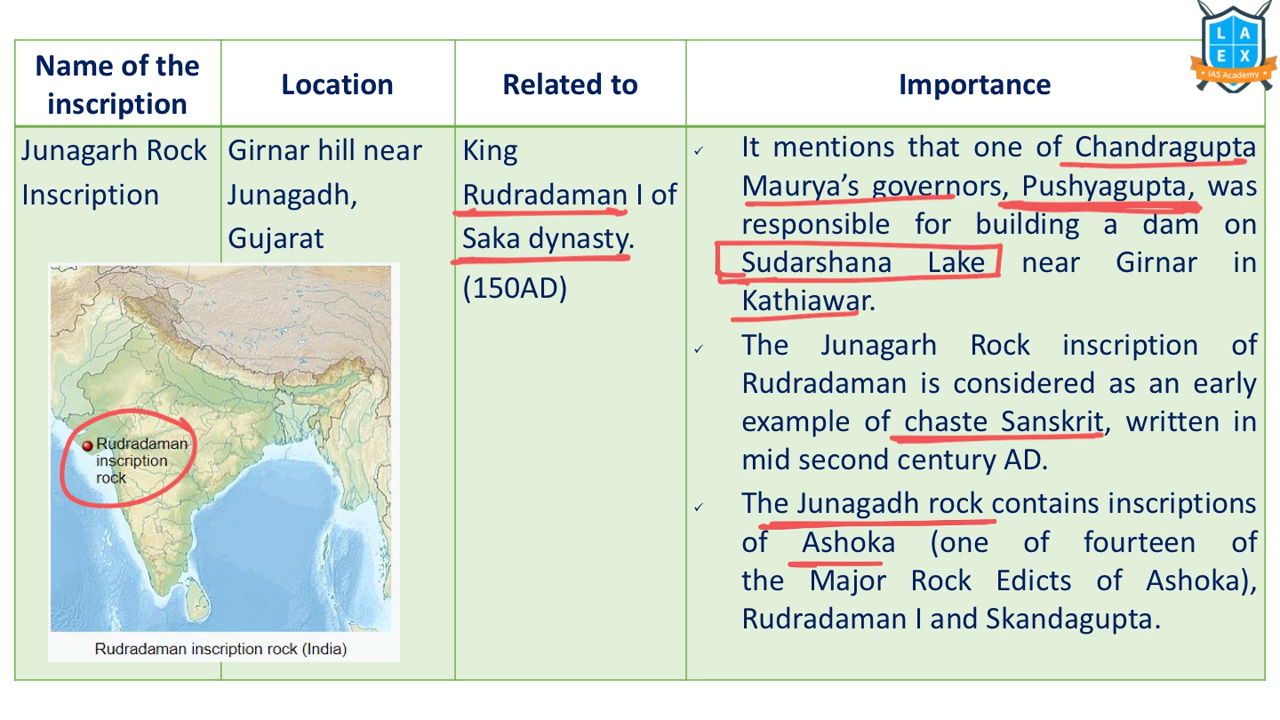 L A
E X
IAS Academy
Name of the
inscription
Location
Related to
Importance
Junagarh Rock
Inscription
Girnar hill near
Junagadh,
Gujarat
King
Rudradaman I of
Saka dynasty.
(150AD)
It mentions that one of Chandragupta
Maurya's governors, Pushyagupta, was
responsible for building a dam on
Sudarshana Lake near Girnar in
Kathiawar.
The Junagarh Rock inscription of
Rudradaman is considered as an early
example of chaste Sanskrit, written in
mid second century AD.
The Junagadh rock contains inscriptions
of Ashoka (one of fourteen of
the Major Rock Edicts of Ashoka),
Rudradaman I and Skandagupta.
Rudradaman
inscription
rock
Rudradaman inscription rock (India)